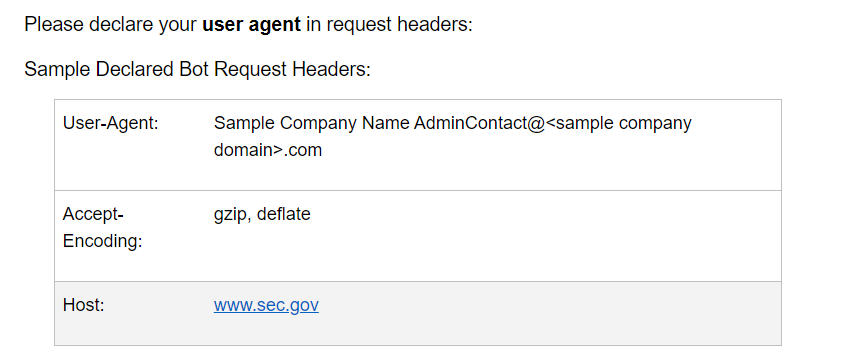 Please declare your user agent in request headers:
Sample Declared Bot Request Headers:
User-Agent: Sample Company Name AdminContact@<sample company
domain>.com
Accept- gzip, deflate
Encoding:
Host: www.sec.gov